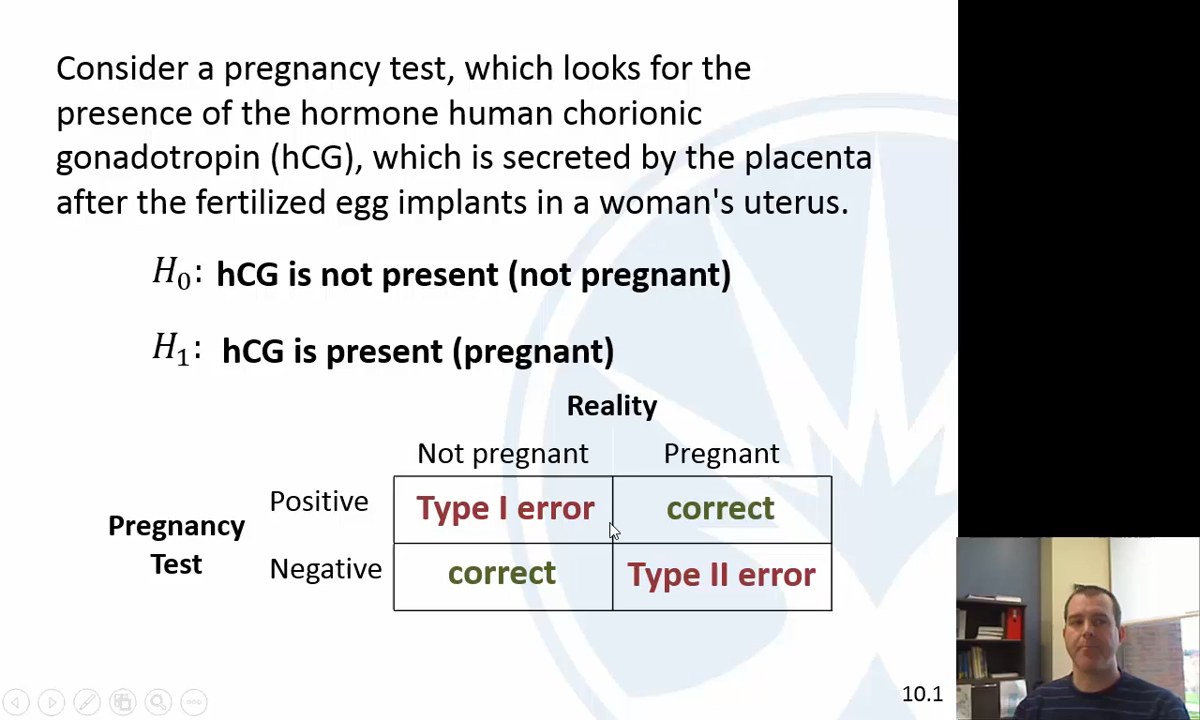 Consider a pregnancy test, which looks for the
presence of the hormone human chorionic
gonadotropin (hCG), which is secreted by the placenta
after the fertilized egg implants in a woman's uterus.
H₀: hCG is not present (not pregnant)
H₁: hCG is present (pregnant)
Reality
Not pregnant Pregnant
Positive Type I error correct
Pregnancy
Test
Negative correct Type II error
10.1